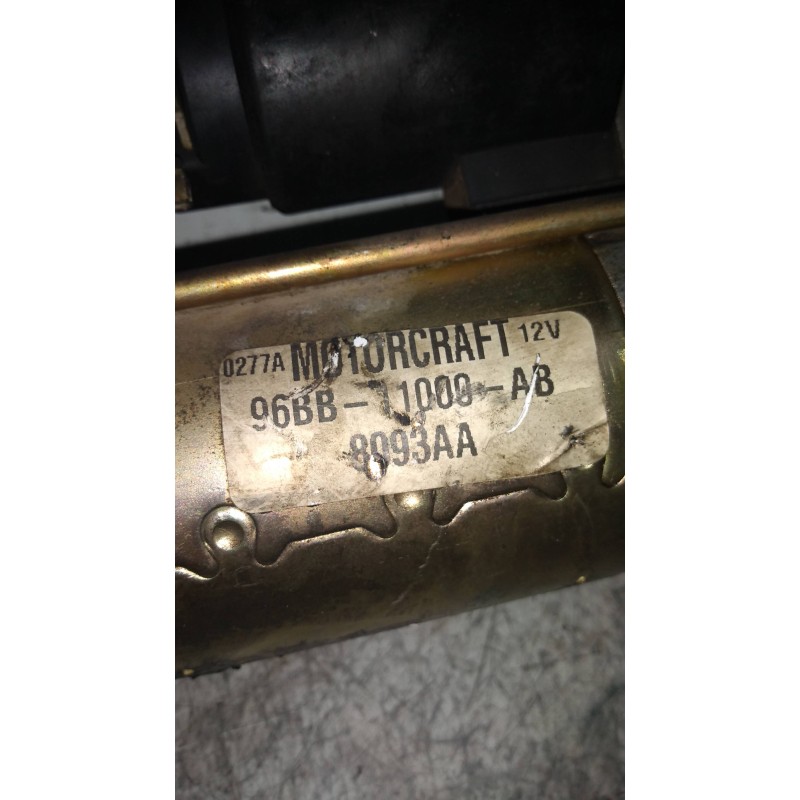 0277A MOTORCRAFT 12V
96BB-11000-AB
8093AA